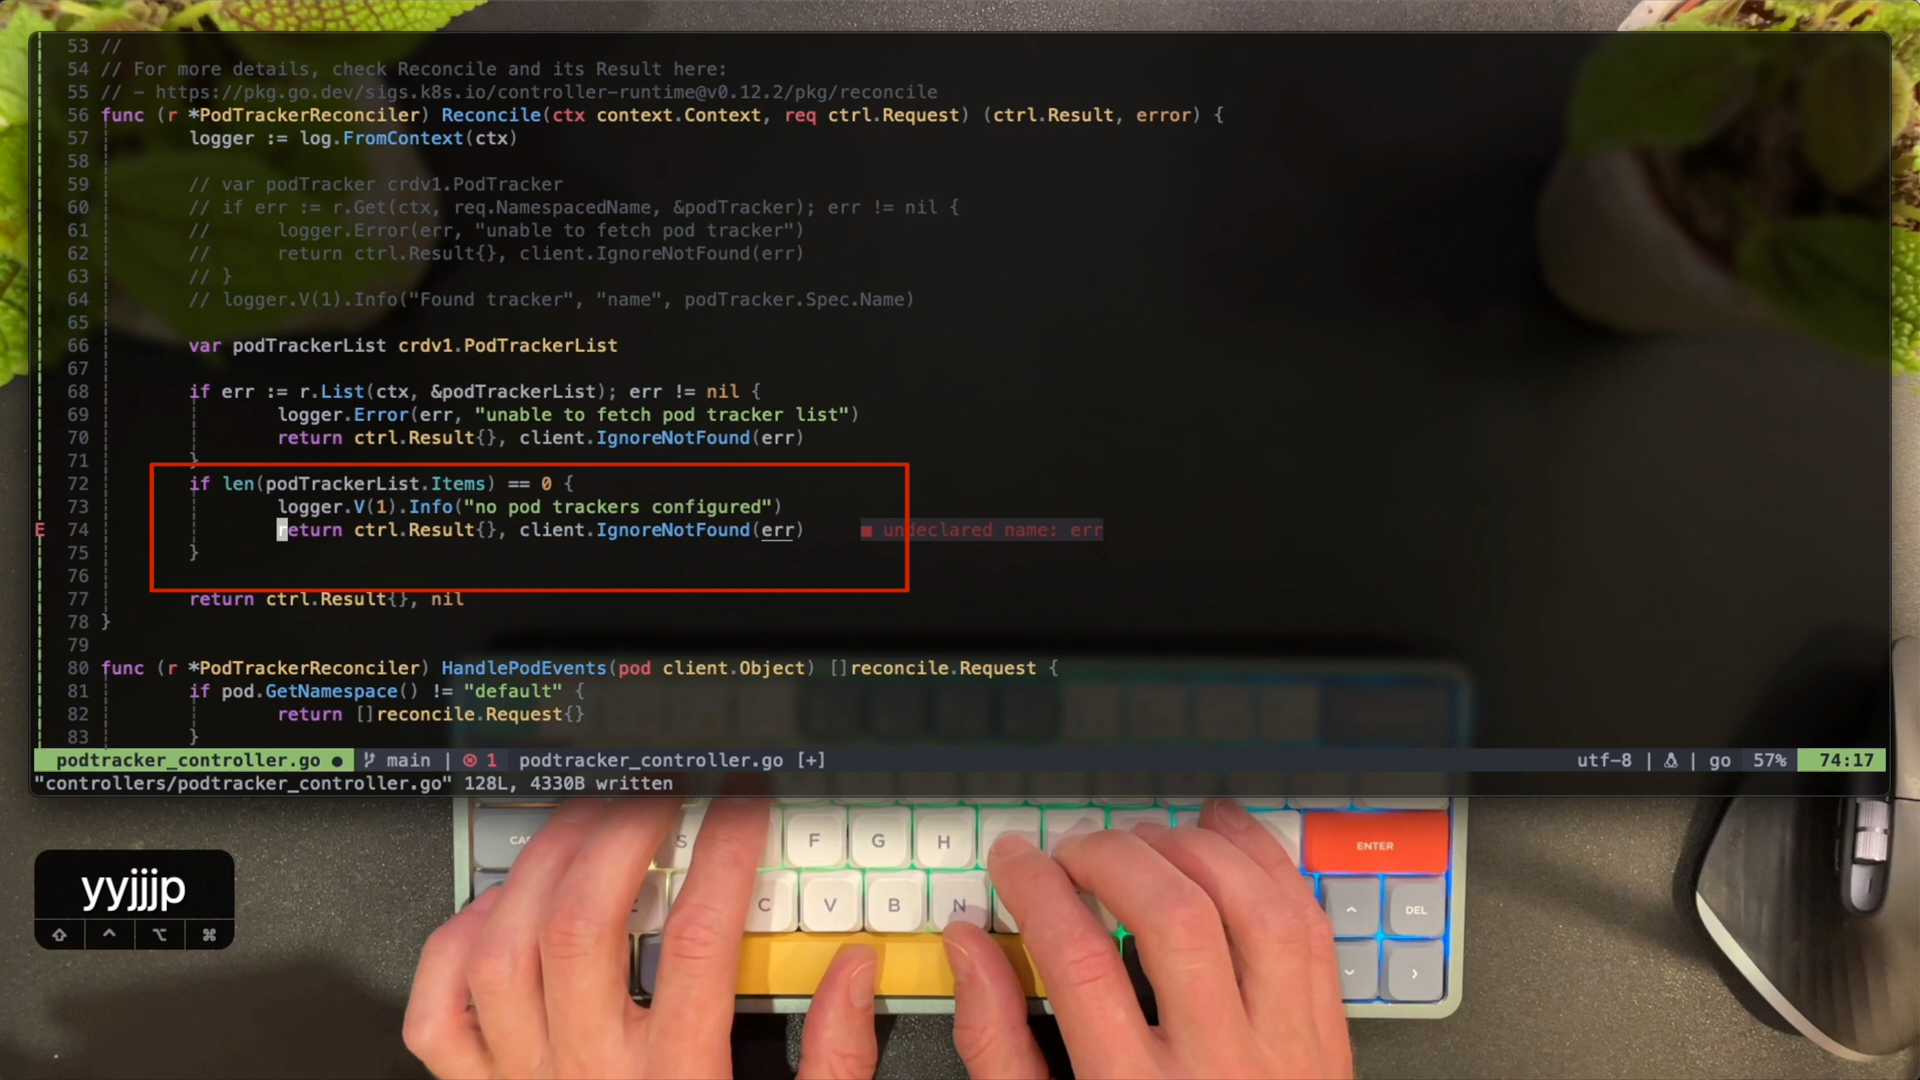 53 //
54 // For more details, check Reconcile and its Result here:
55 // - https://pkg.go.dev/sigs.k8s.io/controller-runtime@v0.12.2/pkg/reconcile
56 func (r *PodTrackerReconciler) Reconcile(ctx context.Context, req ctrl.Request) (ctrl.Result, error) {
57 logger := log.FromContext(ctx)
58
59 // var podTracker crdv1.PodTracker
60 // if err := r.Get(ctx, req.NamespacedName, &podTracker); err != nil {
61 // logger.Error(err, "unable to fetch pod tracker")
62 // return ctrl.Result{}, client.IgnoreNotFound(err)
63 // }
64 // logger.V(1).Info("Found tracker", "name", podTracker.Spec.Name)
65
66 var podTrackerList crdv1.PodTrackerList
67
68 if err := r.List(ctx, &podTrackerList); err != nil {
69 logger.Error(err, "unable to fetch pod tracker list")
70 return ctrl.Result{}, client.IgnoreNotFound(err)
71 }
72 if len(podTrackerList.Items) == 0 {
73 logger.V(1).Info("no pod trackers configured")
E 74 return ctrl.Result{}, client.IgnoreNotFound(err) ■ undeclared name: err
75 }
76
77 return ctrl.Result{}, nil
78 }
79
80 func (r *PodTrackerReconciler) HandlePodEvents(pod client.Object) []reconcile.Request {
81 if pod.GetNamespace() != "default" {
82 return []reconcile.Request{}
83 }
podtracker_controller.go ● main | ⊗ 1 podtracker_controller.go [+] utf-8 | | go 57% 74:17
"controllers/podtracker_controller.go" 128L, 4330B written
yyjjjp
⇧ ^ ⌥ ⌘
S F G H ENTER
Z C V B N DEL